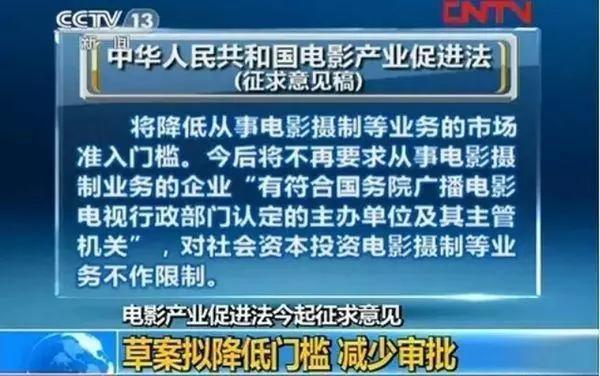 CCTV 13
新闻
CNTV
中华人民共和国电影产业促进法
(征求意见稿)
将降低从事电影摄制等业务的市场
准入门槛。今后将不再要求从事电影摄
制业务的企业“有符合国务院广播电影
电视行政部门认定的主办单位及其主管
机关”，对社会资本投资电影摄制等业
务不作限制。
电影产业促进法今起征求意见
草案拟降低门槛 减少审批